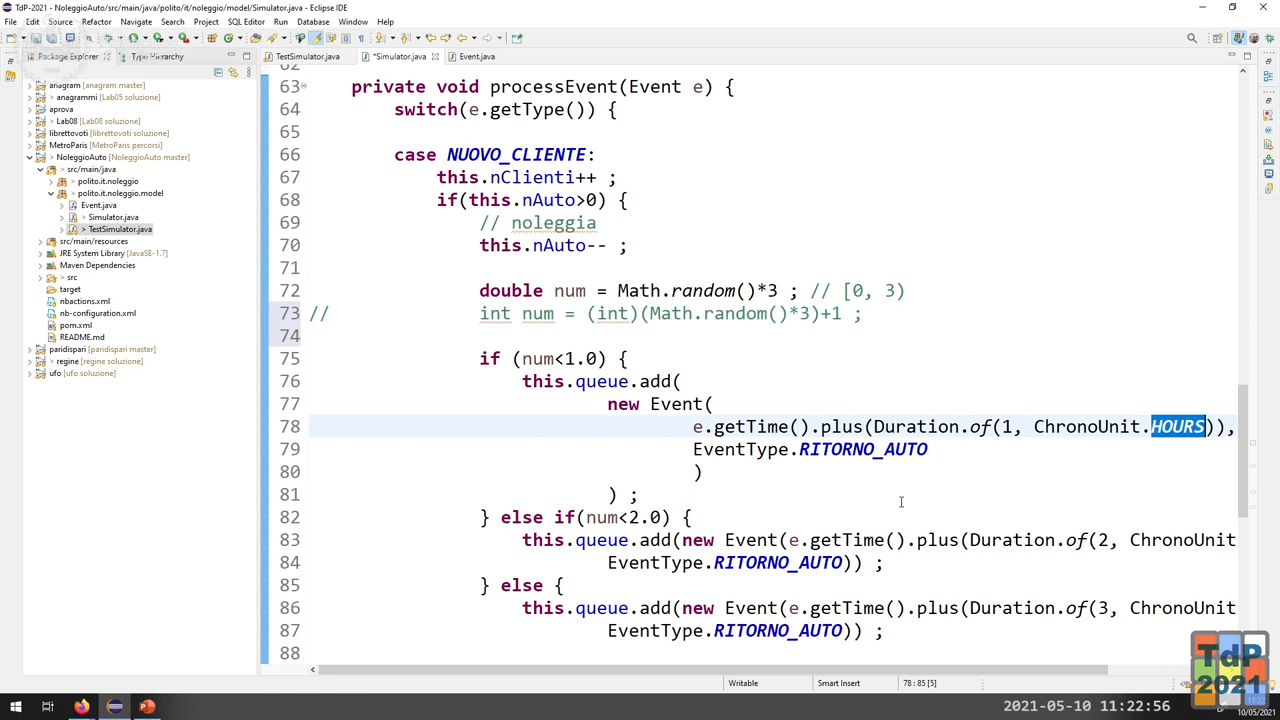 TdP-2021 - NoleggioAuto/src/main/java/polito/it/noleggio/model/Simulator.java - Eclipse IDE
File Edit Source Refactor Navigate Search Project SQL Editor Run Database Window Help
Package Explorer Type Hierarchy TestSimulator.java *Simulator.java Event.java
anagram [anagram master]
> anagrammi [Lab05 soluzione]
aprova
> Lab08 [Lab08 soluzione]
librettovoti [librettovoti soluzione]
MetroParis [MetroParis percorsi]
NoleggioAuto [NoleggioAuto master]
src/main/java
> polito.it.noleggio
> polito.it.noleggio.model
Event.java
> Simulator.java
> TestSimulator.java
src/main/resources
JRE System Library [JavaSE-1.7]
Maven Dependencies
> src
target
nbactions.xml
nb-configuration.xml
pom.xml
README.md
paridispari [paridispari master]
> regine [regine soluzione]
ufo [ufo soluzione]
62
63 private void processEvent(Event e) {
64 switch(e.getType()) {
65
66 case NUOVO_CLIENTE:
67 this.nClienti++ ;
68 if(this.nAuto>0) {
69 // noleggia
70 this.nAuto-- ;
71
72 double num = Math.random()*3 ; // [0, 3)
73 // int num = (int)(Math.random()*3)+1 ;
74
75 if (num<1.0) {
76 this.queue.add(
77 new Event(
78 e.getTime().plus(Duration.of(1, ChronoUnit.HOURS)),
79 EventType.RITORNO_AUTO
80 )
81 ) ;
82 } else if(num<2.0) {
83 this.queue.add(new Event(e.getTime().plus(Duration.of(2, ChronoUnit
84 EventType.RITORNO_AUTO)) ;
85 } else {
86 this.queue.add(new Event(e.getTime().plus(Duration.of(3, ChronoUnit
87 EventType.RITORNO_AUTO)) ;
88
Writable Smart Insert 78 : 85 [5]
TdP
2021
2021-05-10 11:22:56
10/05/2021